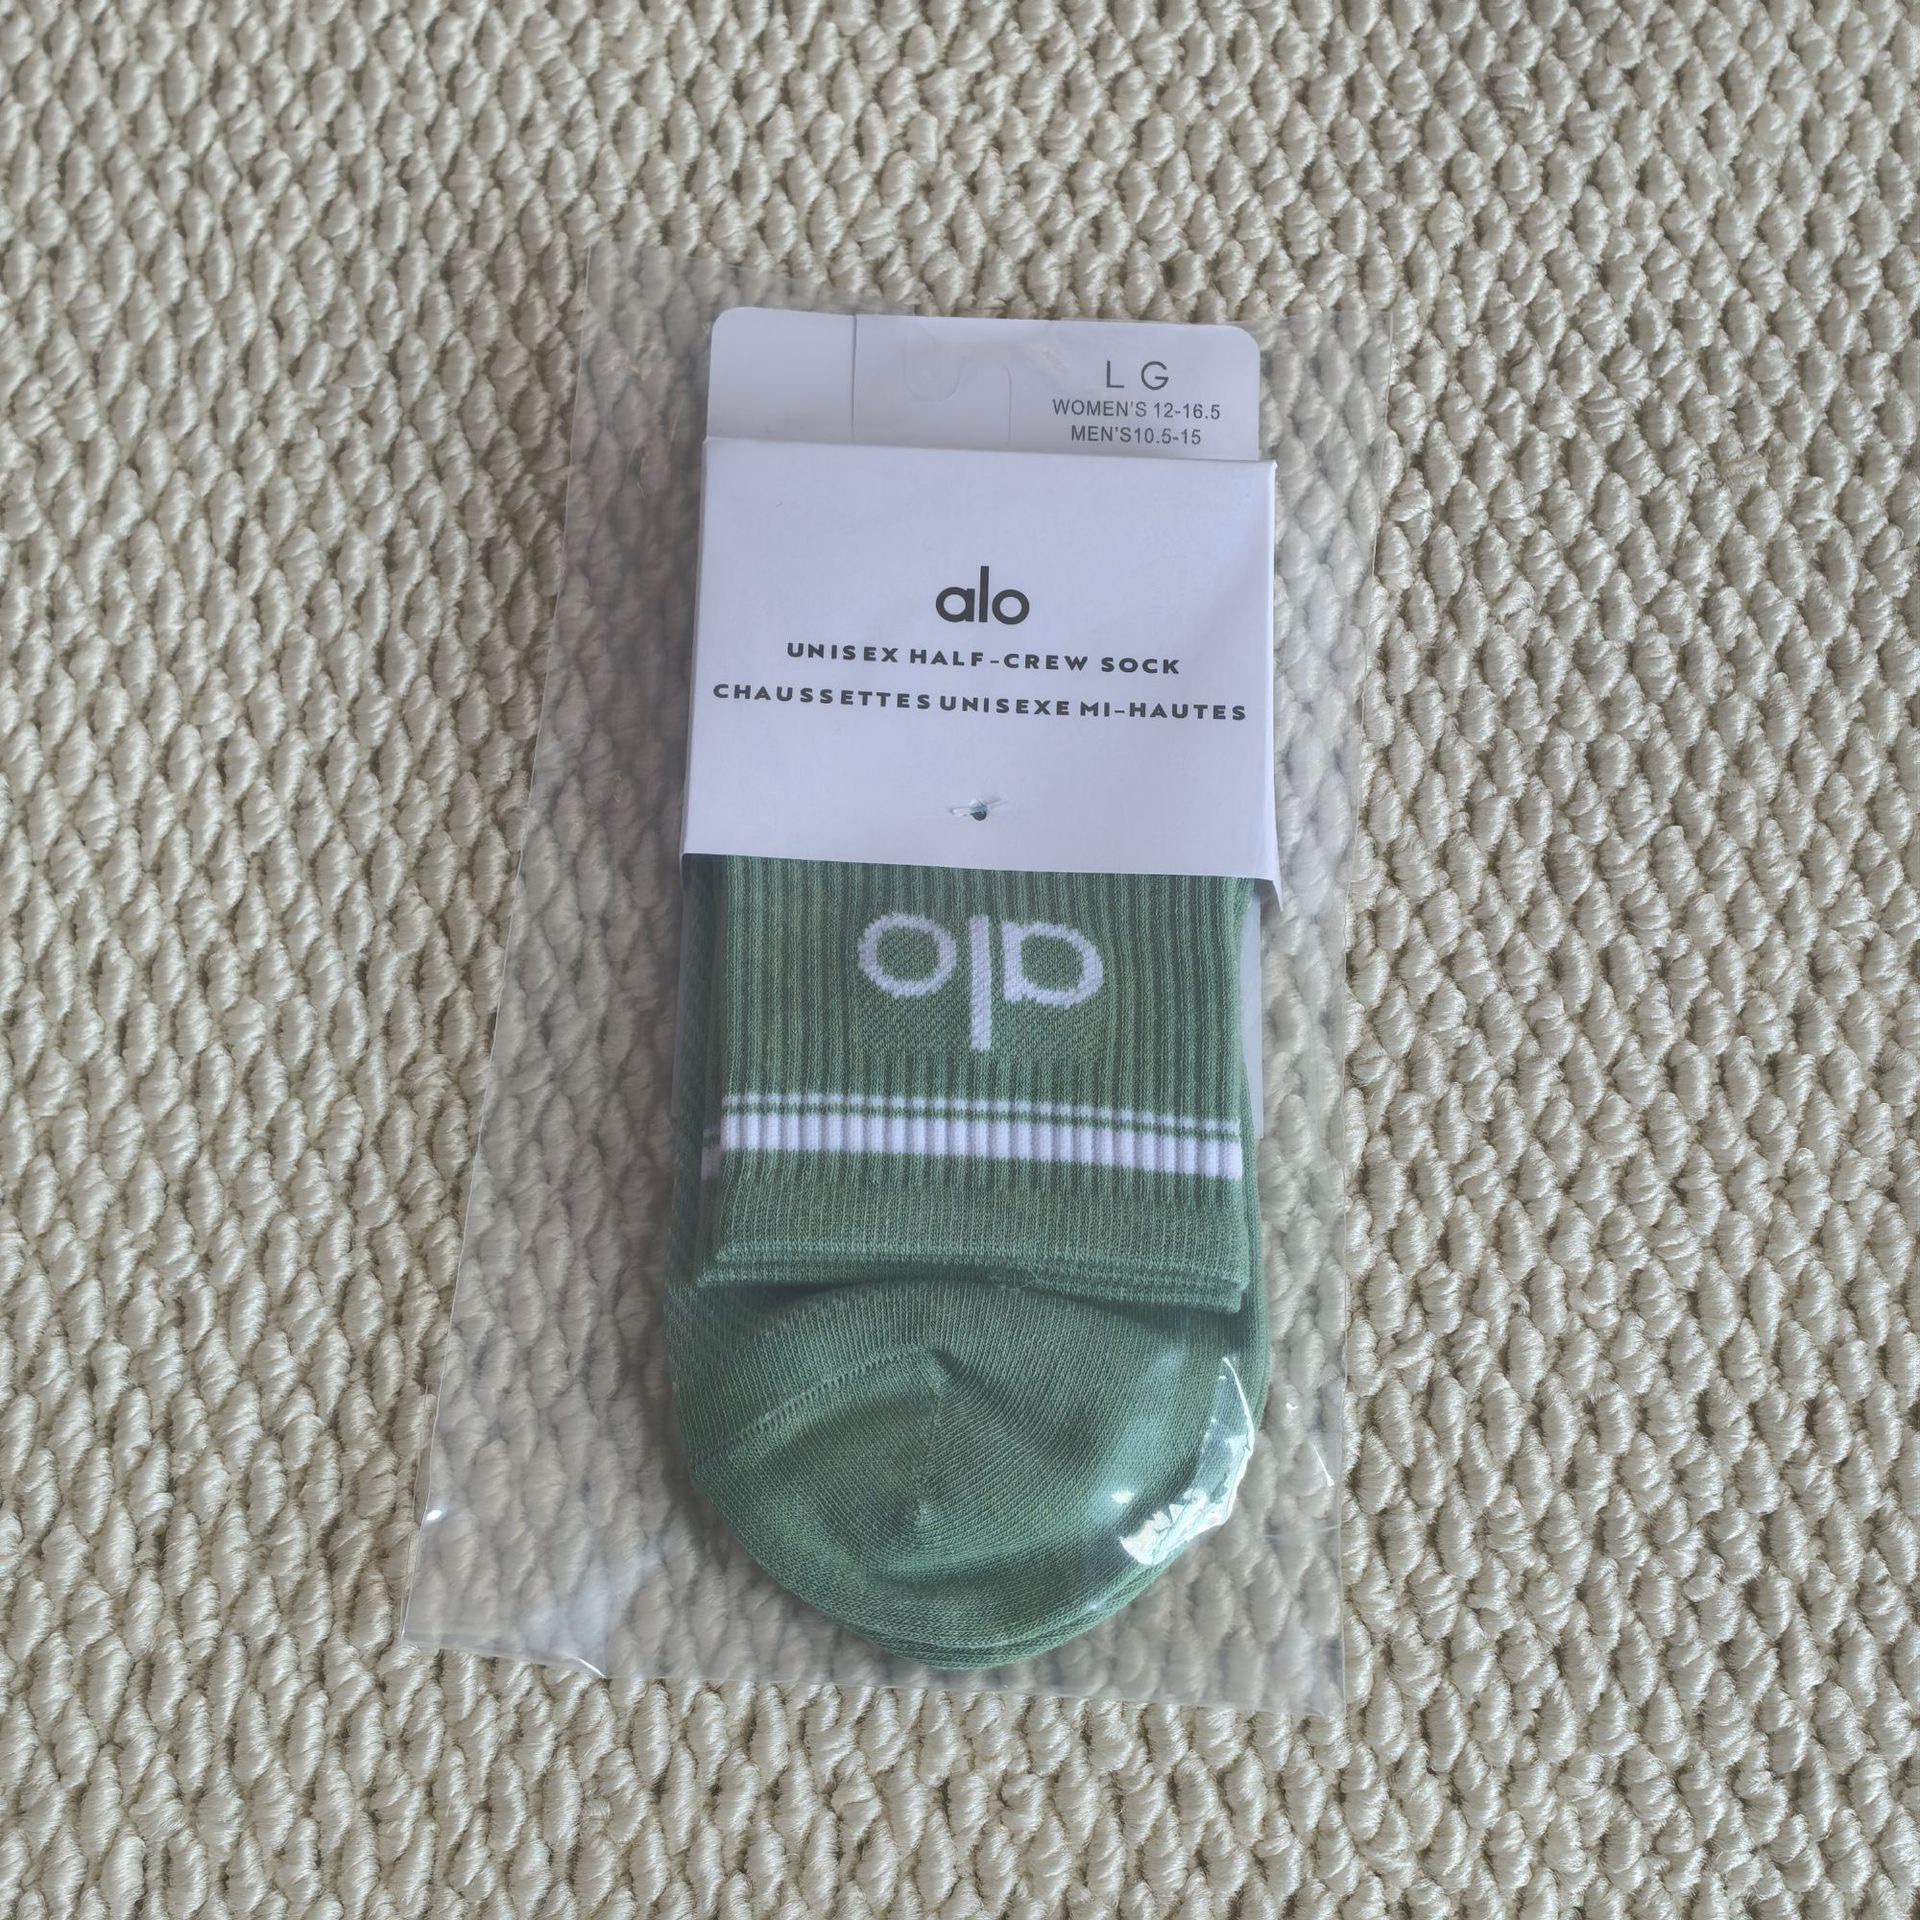 L G
WOMEN'S 12-16.5
MEN'S10.5-15
alo
UNISEX HALF-CREW SOCK
CHAUSSETTES UNISEXE MI-HAUTES
alo